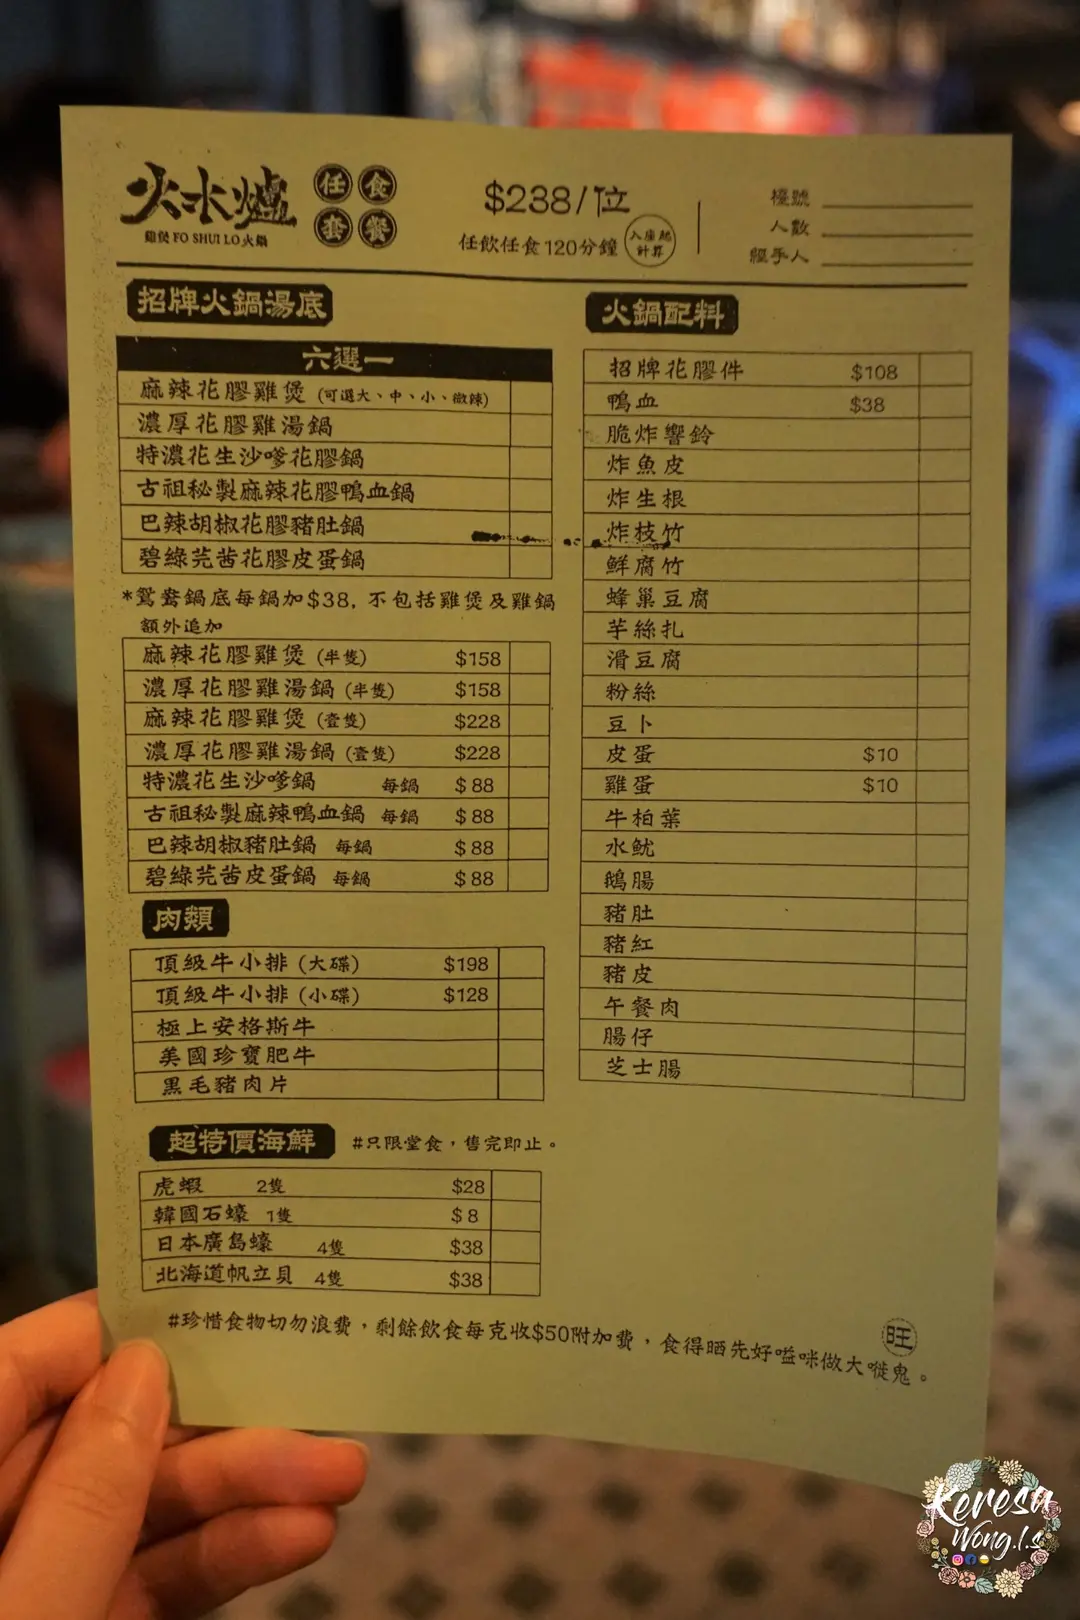 火水爐
雞煲 FO SHUI LO 火鍋
任食套餐
$238/位
任飲任食120分鐘
入座起計算
檯號
人數
經手人
招牌火鍋湯底
六選一
麻辣花膠雞煲 (可選大、中、小、微辣)
濃厚花膠雞湯鍋
特濃花生沙嗲花膠鍋
古祖秘製麻辣花膠鴨血鍋
巴辣胡椒花膠豬肚鍋
碧綠芫茜花膠皮蛋鍋
*鴛鴦鍋底每鍋加$38, 不包括雞煲及雞鍋
額外追加
麻辣花膠雞煲 (半隻) $158
濃厚花膠雞湯鍋 (半隻) $158
麻辣花膠雞煲 (壹隻) $228
濃厚花膠雞湯鍋 (壹隻) $228
特濃花生沙嗲鍋 每鍋 $88
古祖秘製麻辣鴨血鍋 每鍋 $88
巴辣胡椒豬肚鍋 每鍋 $88
碧綠芫茜皮蛋鍋 每鍋 $88
肉類
頂級牛小排 (大碟) $198
頂級牛小排 (小碟) $128
極上安格斯牛
美國珍寶肥牛
黑毛豬肉片
超特價海鮮 #只限堂食，售完即止。
虎蝦 2隻 $28
韓國石蠔 1隻 $8
日本廣島蠔 4隻 $38
北海道帆立貝 4隻 $38
火鍋配料
招牌花膠件 $108
鴨血 $38
脆炸響鈴
炸魚皮
炸生根
炸枝竹
鮮腐竹
蜂巢豆腐
芋絲扎
滑豆腐
粉絲
豆卜
皮蛋 $10
雞蛋 $10
牛柏葉
水魷
鵝腸
豬肚
豬紅
豬皮
午餐肉
腸仔
芝士腸
#珍惜食物切勿浪費，剩餘飲食每克收$50附加費，食得晒先好嗌咪做大嘥鬼。
旺
Keresa
Wong.l.s